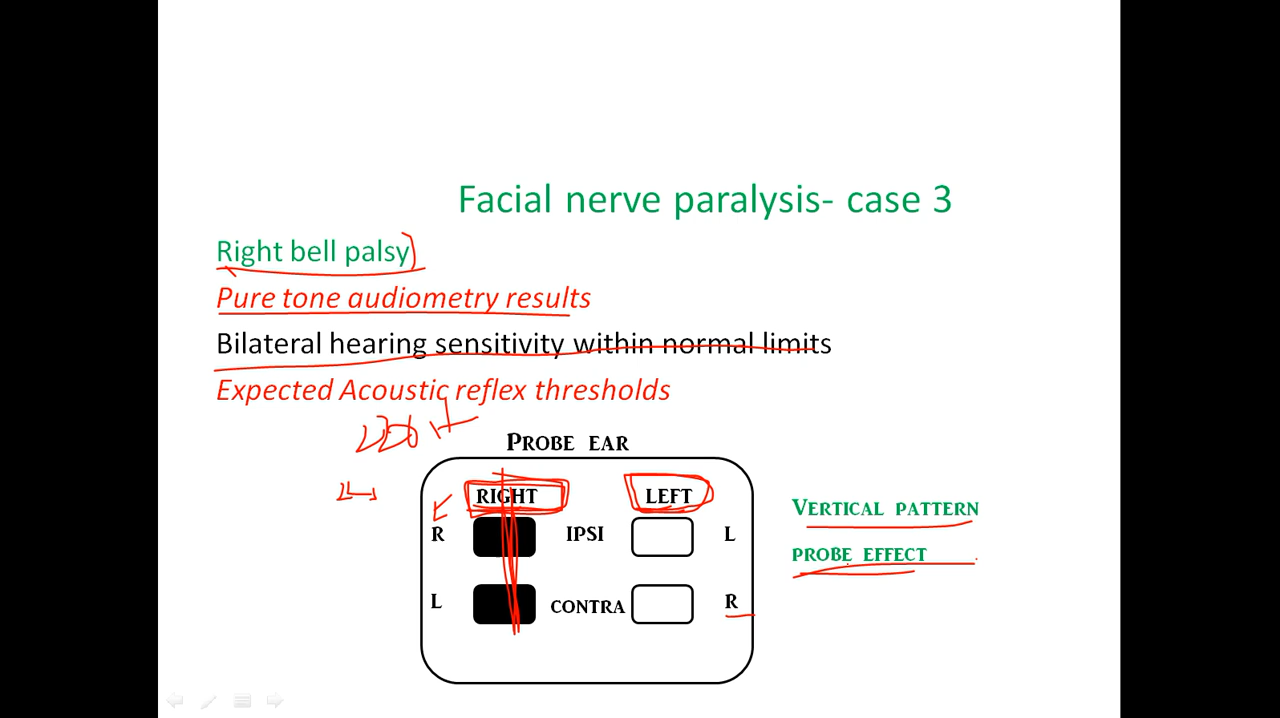 Facial nerve paralysis- case 3
Right bell palsy
Pure tone audiometry results
Bilateral hearing sensitivity within normal limits
Expected Acoustic reflex thresholds
PROBE EAR
RIGHT LEFT
R IPSI L
L CONTRA R
VERTICAL PATTERN
PROBE EFFECT